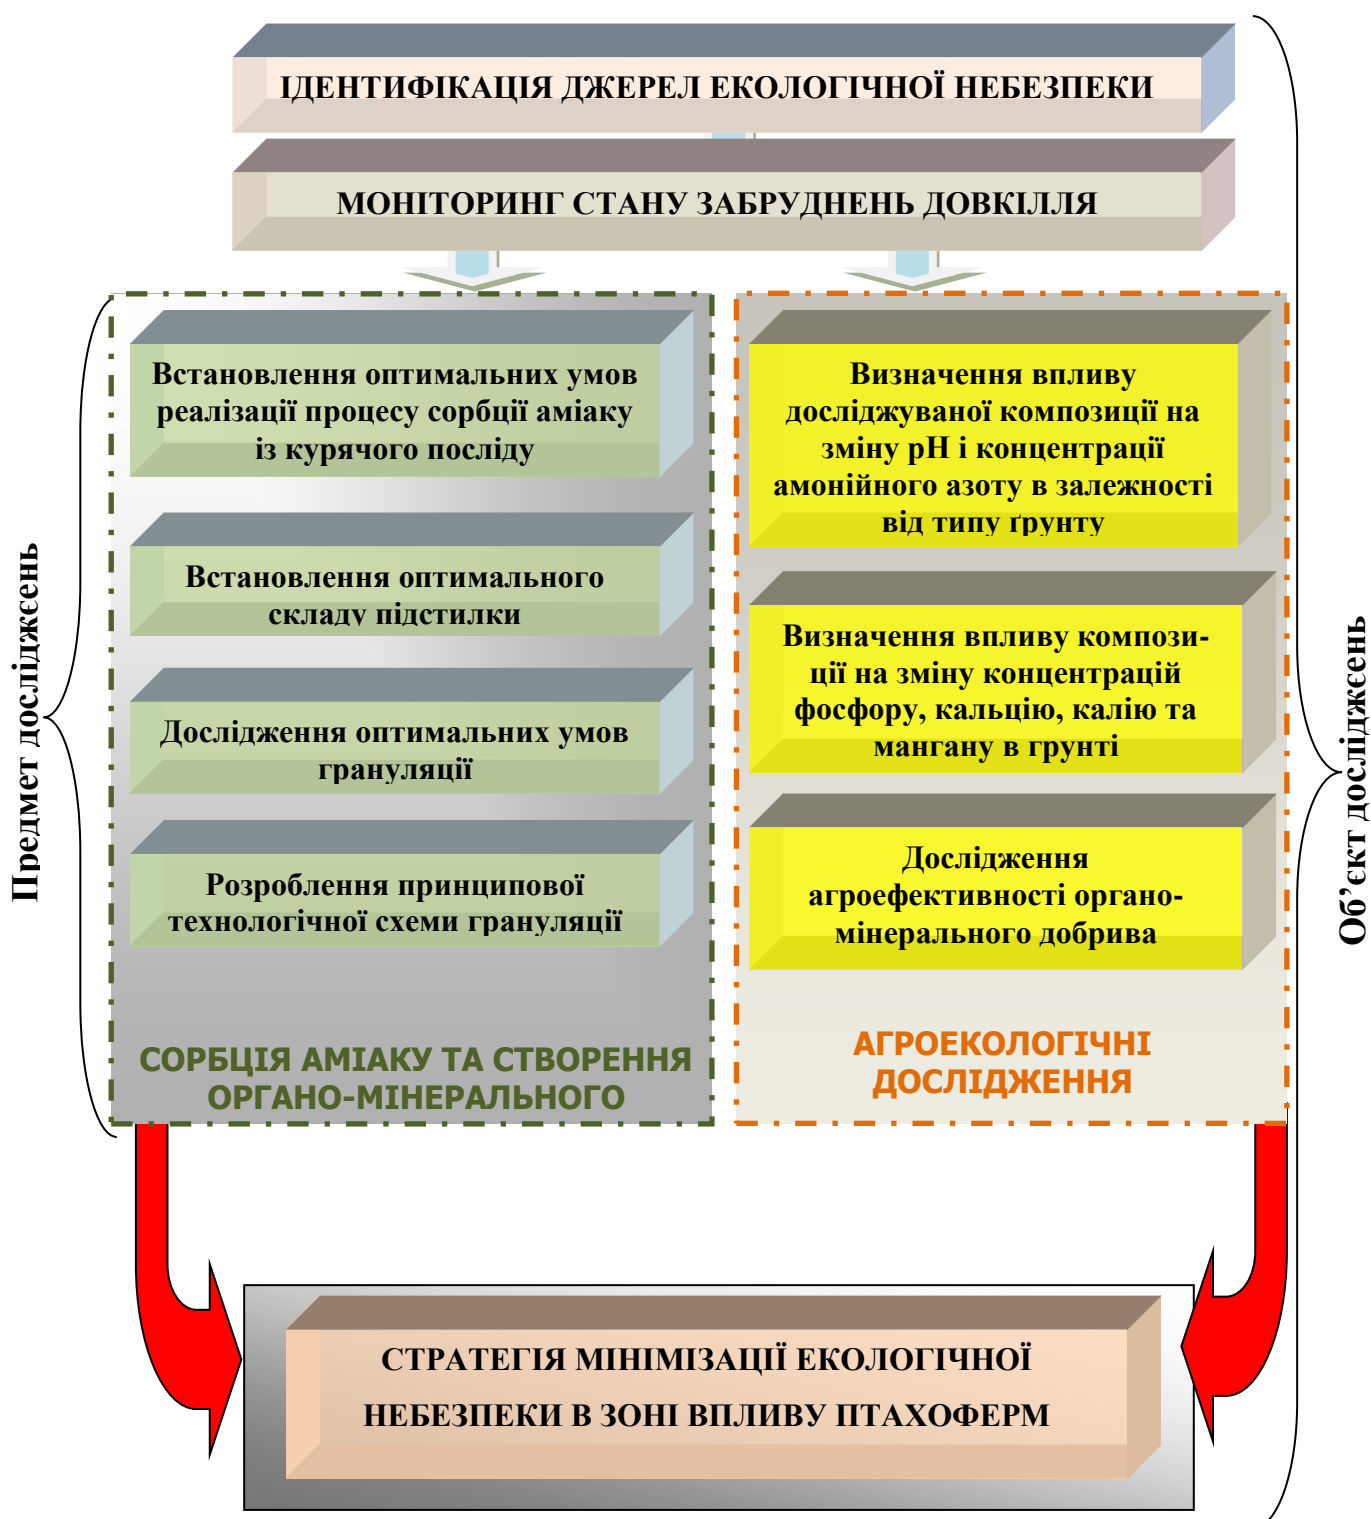 ІДЕНТИФІКАЦІЯ ДЖЕРЕЛ ЕКОЛОГІЧНОЇ НЕБЕЗПЕКИ
МОНІТОРИНГ СТАНУ ЗАБРУДНЕНЬ ДОВКІЛЛЯ
Предмет досліджень
Встановлення оптимальних умов
реалізації процесу сорбції аміаку
із курячого посліду
Встановлення оптимального
складу підстилки
Дослідження оптимальних умов
грануляції
Розроблення принципової
технологічної схеми грануляції
СОРБЦІЯ АМІАКУ ТА СТВОРЕННЯ
ОРГАНО-МІНЕРАЛЬНОГО
Визначення впливу
досліджуваної композиції на
зміну рН і концентрації
амонійного азоту в залежності
від типу ґрунту
Визначення впливу компози-
ції на зміну концентрацій
фосфору, кальцію, калію та
мангану в грунті
Дослідження
агроефективності органо-
мінерального добрива
АГРОЕКОЛОГІЧНІ
ДОСЛІДЖЕННЯ
Об’єкт досліджень
СТРАТЕГІЯ МІНІМІЗАЦІЇ ЕКОЛОГІЧНОЇ
НЕБЕЗПЕКИ В ЗОНІ ВПЛИВУ ПТАХОФЕРМ